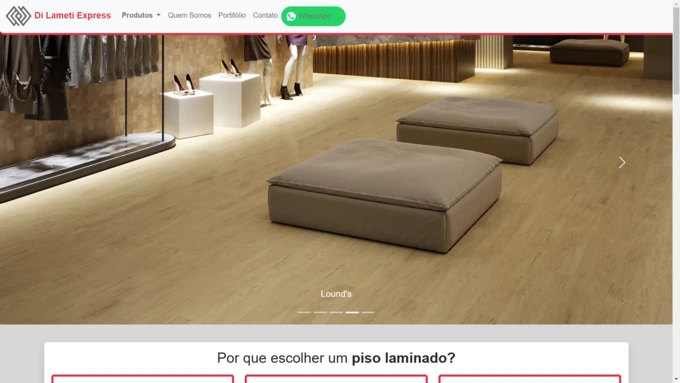 Di Lameti Express Produtos Quem Somos Portifólio Contato WhatsApp
Lound's
Por que escolher um piso laminado?